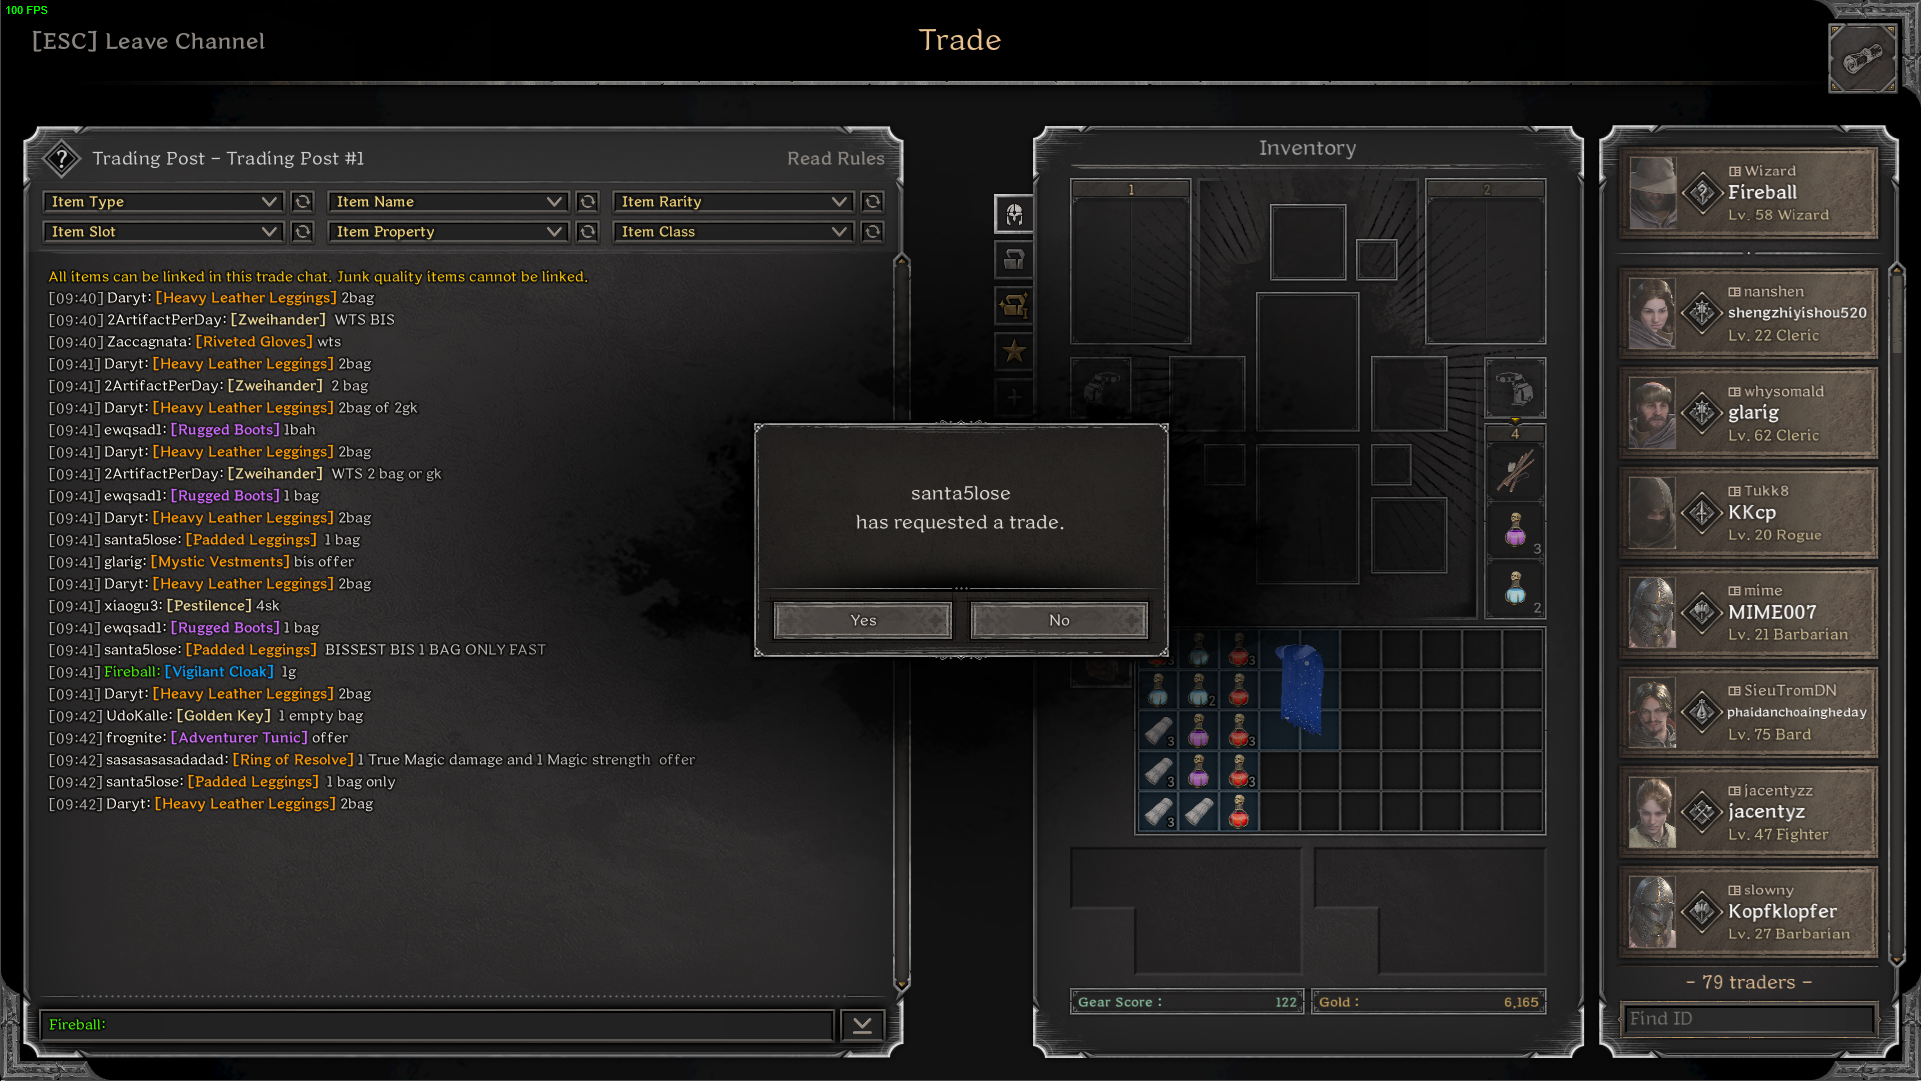 100 FPS
[ESC] Leave Channel
Trade
Trading Post - Trading Post #1
Read Rules
Item Type
Item Name
Item Rarity
Item Slot
Item Property
Item Class
All items can be linked in this trade chat. Junk quality items cannot be linked.
[09:40] Daryt: [Heavy Leather Leggings] 2bag
[09:40] 2ArtifactPerDay: [Zweihander] WTS BIS
[09:40] Zaccagnata: [Riveted Gloves] wts
[09:41] Daryt: [Heavy Leather Leggings] 2bag
[09:41] 2ArtifactPerDay: [Zweihander] 2 bag
[09:41] Daryt: [Heavy Leather Leggings] 2bag of 2gk
[09:41] ewqsad1: [Rugged Boots] 1bah
[09:41] Daryt: [Heavy Leather Leggings] 2bag
[09:41] 2ArtifactPerDay: [Zweihander] WTS 2 bag or gk
[09:41] ewqsad1: [Rugged Boots] 1 bag
[09:41] Daryt: [Heavy Leather Leggings] 2bag
[09:41] santa5lose: [Padded Leggings] 1 bag
[09:41] glarig: [Mystic Vestments] bis offer
[09:41] Daryt: [Heavy Leather Leggings] 2bag
[09:41] xiaogu3: [Pestilence] 4sk
[09:41] ewqsad1: [Rugged Boots] 1 bag
[09:41] santa5lose: [Padded Leggings] BISSEST BIS 1 BAG ONLY FAST
[09:41] Fireball: [Vigilant Cloak] 1g
[09:41] Daryt: [Heavy Leather Leggings] 2bag
[09:42] UdoKalle: [Golden Key] 1 empty bag
[09:42] frognite: [Adventurer Tunic] offer
[09:42] sasasasasadadad: [Ring of Resolve] 1 True Magic damage and 1 Magic strength offer
[09:42] santa5lose: [Padded Leggings] 1 bag only
[09:42] Daryt: [Heavy Leather Leggings] 2bag
Fireball:
santa5lose
has requested a trade.
Yes
No
Inventory
1
2
4
3
2
3
3
2
3
3
3
3
3
Gear Score : 122
Gold : 6,165
Wizard
Fireball
Lv. 58 Wizard
nanshen
shengzhiyishou520
Lv. 22 Cleric
whysomald
glarig
Lv. 62 Cleric
Tukk8
KKcp
Lv. 20 Rogue
mime
MIME007
Lv. 21 Barbarian
SieuTromDN
phaidanchoaingheday
Lv. 75 Bard
jacentyzz
jacentyz
Lv. 47 Fighter
slowny
Kopfklopfer
Lv. 27 Barbarian
- 79 traders -
Find ID